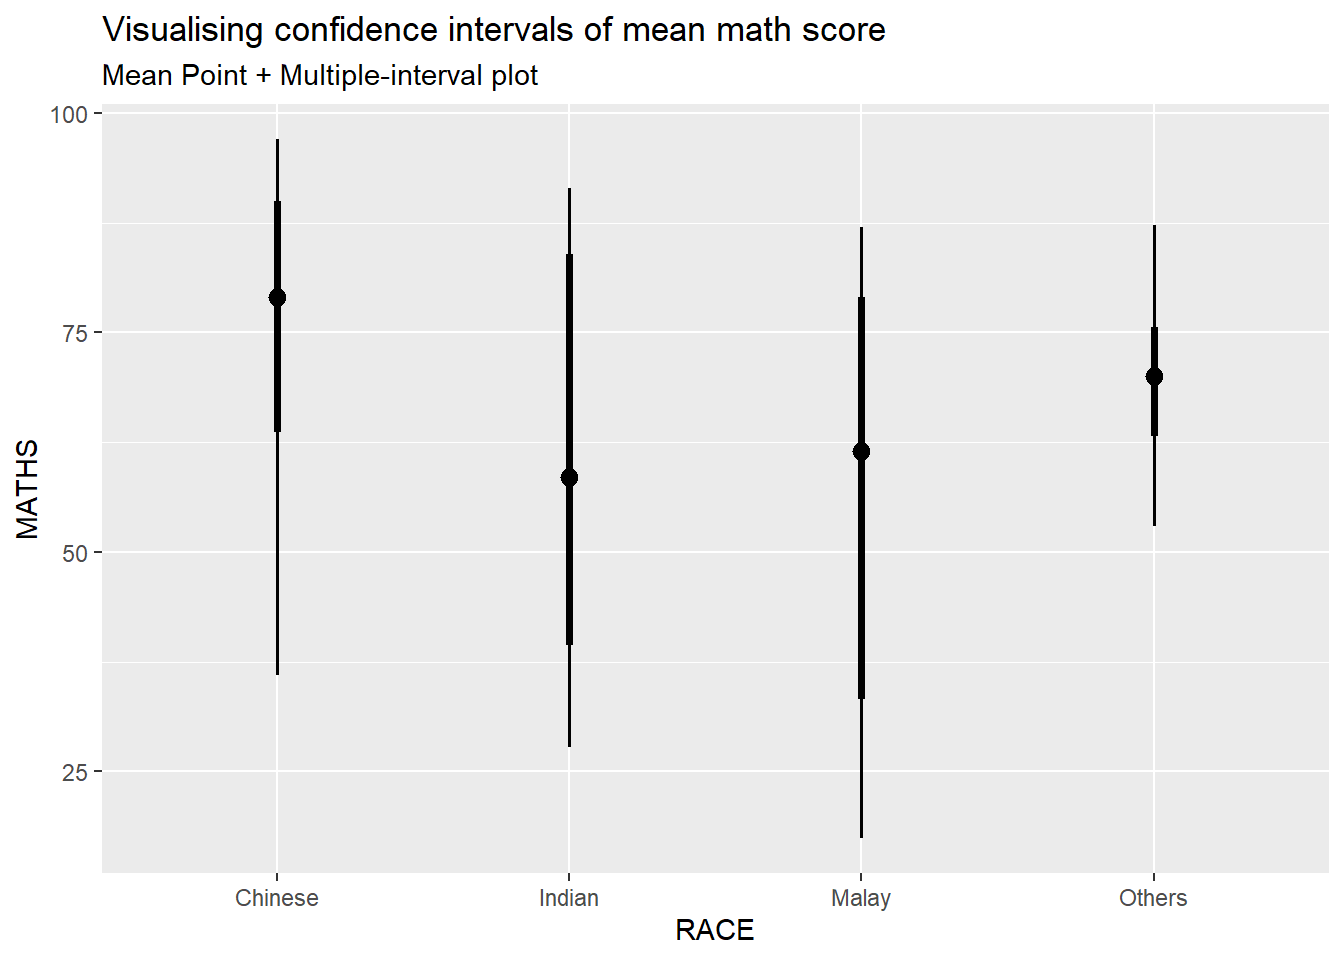 Visualising confidence intervals of mean math score
Mean Point + Multiple-interval plot
100
75
50
25
MATHS
Chinese Indian Malay Others
RACE